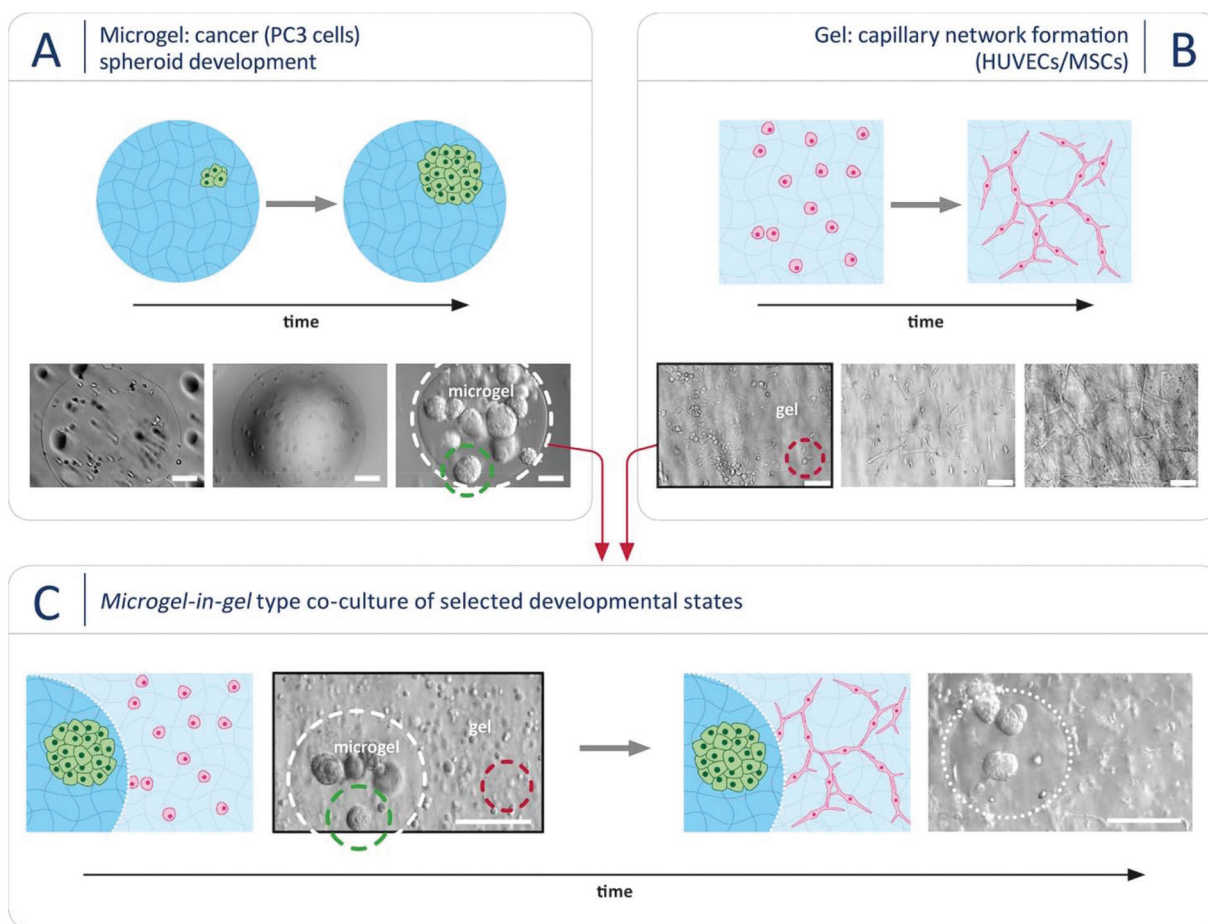 A
Microgel: cancer (PC3 cells)
spheroid development
time
microgel
Gel: capillary network formation
(HUVECs/MSCs)
B
time
gel
C
Microgel-in-gel type co-culture of selected developmental states
microgel
gel
time